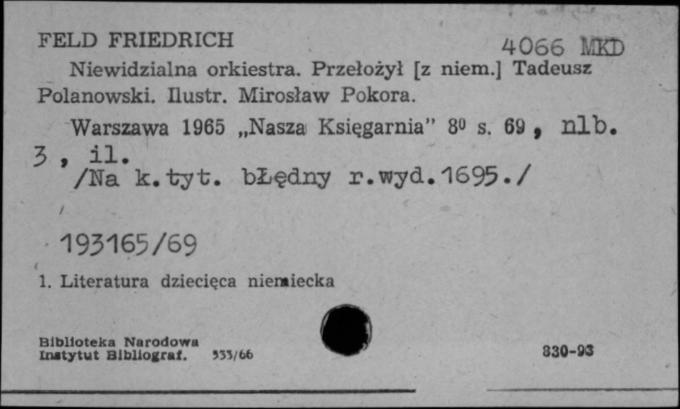 FELD FRIEDRICH 4066 MKD
Niewidzialna orkiestra. Przełożył [z niem.] Tadeusz
Polanowski. Ilustr. Mirosław Pokora.
Warszawa 1965 „Nasza Księgarnia” 8⁰ s. 69, nlb.
3, il.
/Na k.tyt. błędny r.wyd.1695./
193165/69
1. Literatura dziecięca niemiecka
Biblioteka Narodowa
Instytut Bibliograf. 333/66 830-93